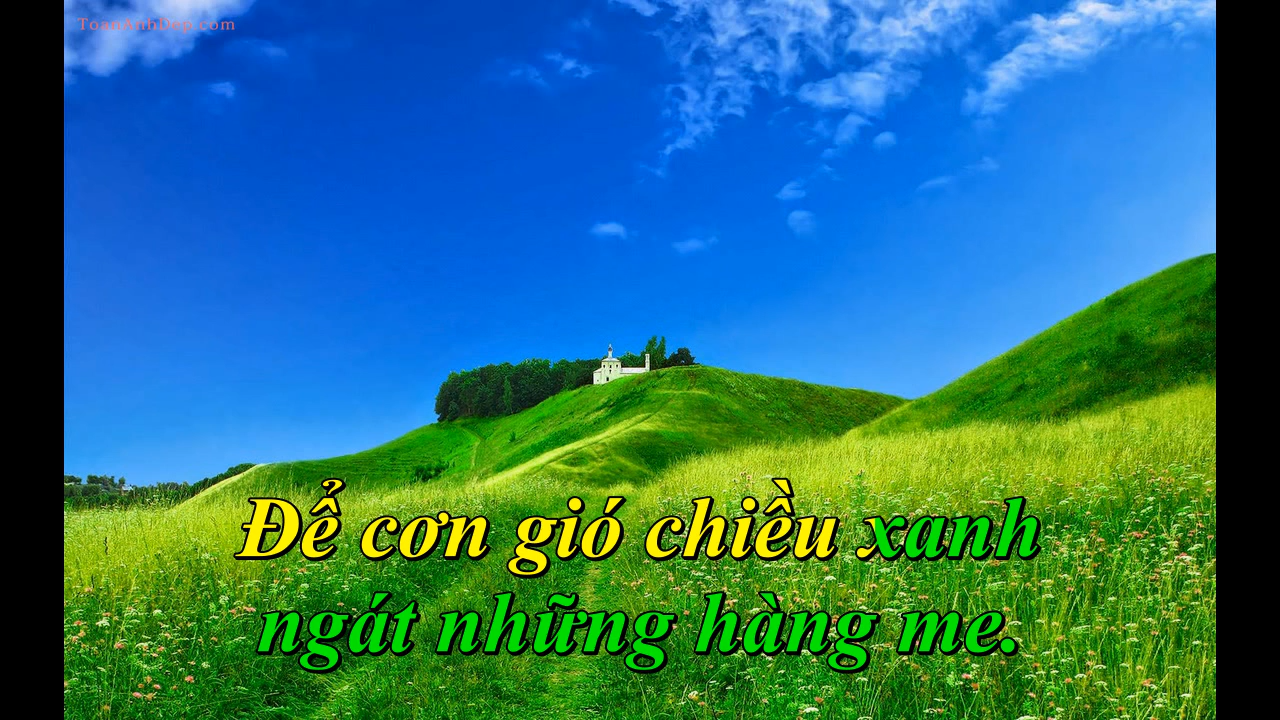 ToanAnhDep.com
Để cơn gió chiều xanh
ngát những hàng me.